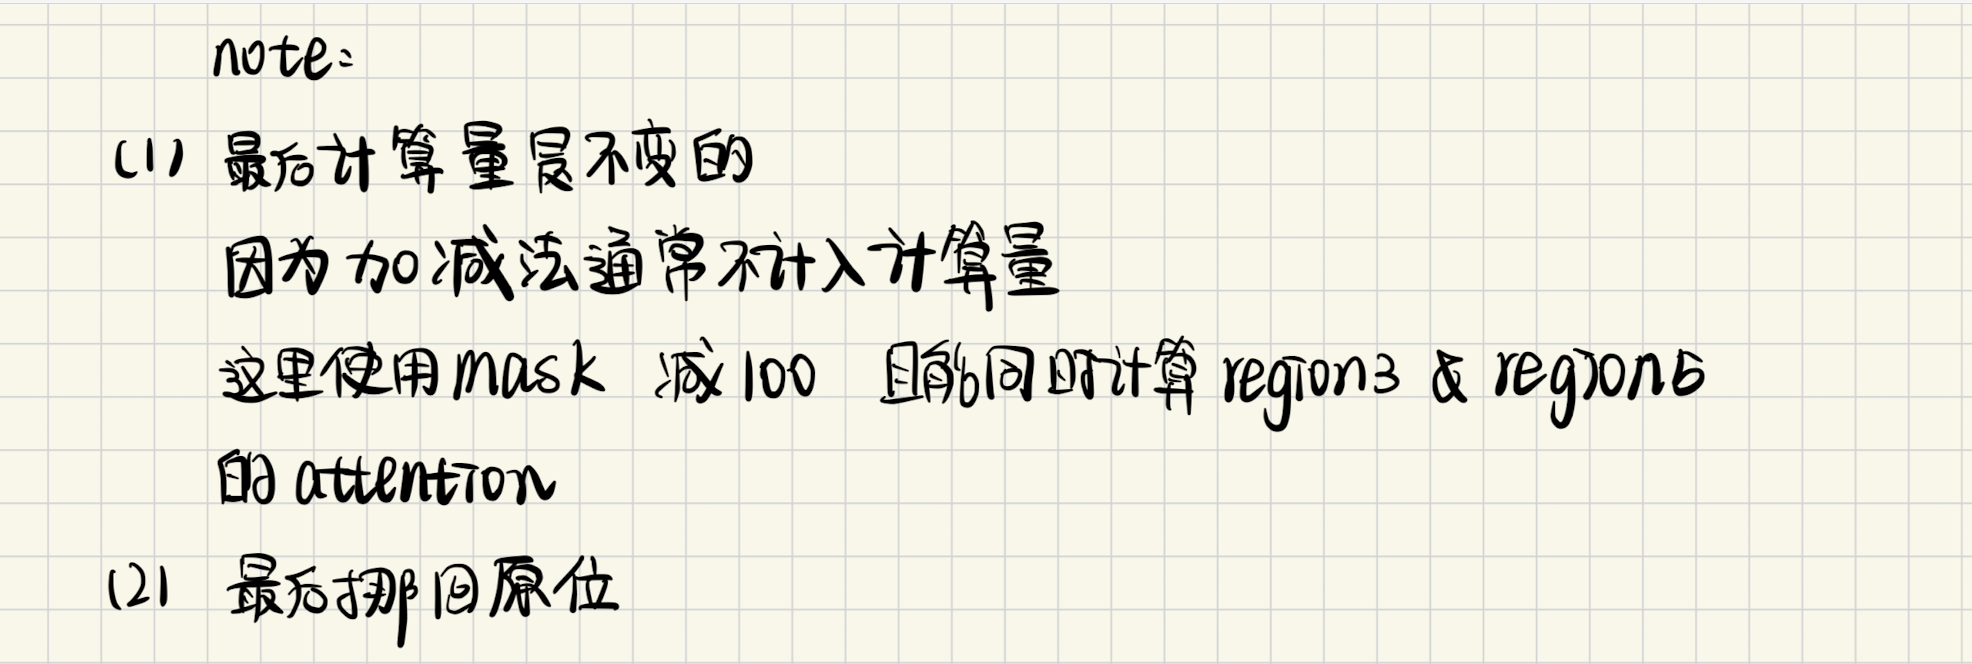 note:
(1) 最后计算量是不变的
因为加减法通常不计入计算量
这里使用mask 减100 且能同时计算 region3 & region5
的 attention
(2) 最后挪回原位